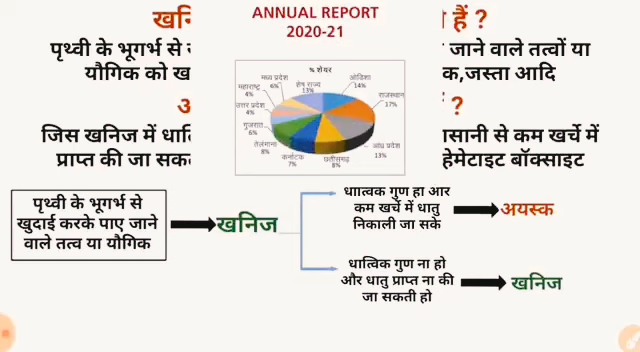 खनि
ANNUAL REPORT
2020-21
हैं ?
पृथ्वी के भूगर्भ से
जाने वाले तत्वों या
यौगिक को ख
क,जस्ता आदि
?
जिस खनिज में धाति
आसानी से कम खर्चे में
प्राप्त की जा सक
हेमेटाइट बॉक्साइट
% शेयर
मध्य प्रदेश
6%
शेष राज्य
13%
ओडिशा
14%
महाराष्ट्र
4%
राजस्थान
17%
उत्तर प्रदेश
4%
गुजरात
6%
तेलंगाना
8%
कर्नाटक
7%
छत्तीसगढ़
8%
आंध्र प्रदेश
13%
पृथ्वी के भूगर्भ से
खुदाई करके पाए जाने
वाले तत्व या यौगिक
खनिज
धात्विक गुण हो और
कम खर्चे में धातु
निकाली जा सके
अयस्क
धात्विक गुण ना हो
और धातु प्राप्त ना की
जा सकती हो
खनिज